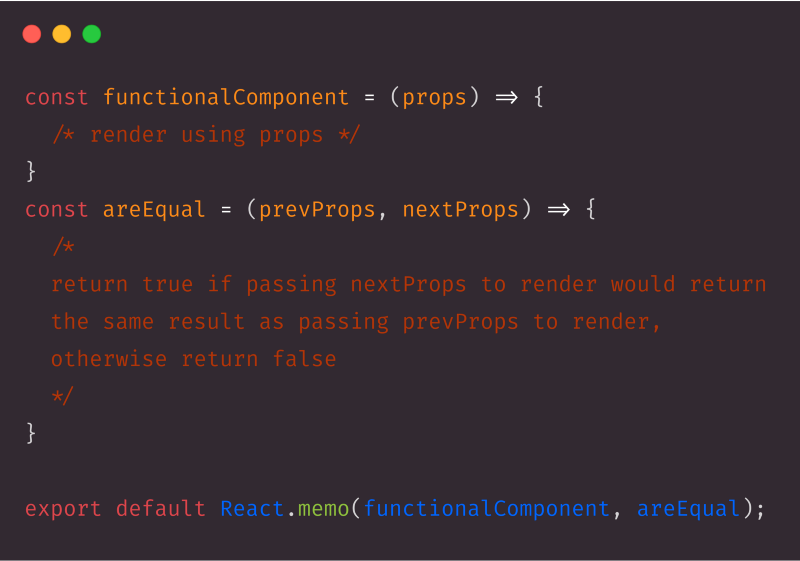 const functionalComponent = (props) => {
  /* render using props */
}
const areEqual = (prevProps, nextProps) => {
  /*
  return true if passing nextProps to render would return
  the same result as passing prevProps to render,
  otherwise return false
  */
}

export default React.memo(functionalComponent, areEqual);